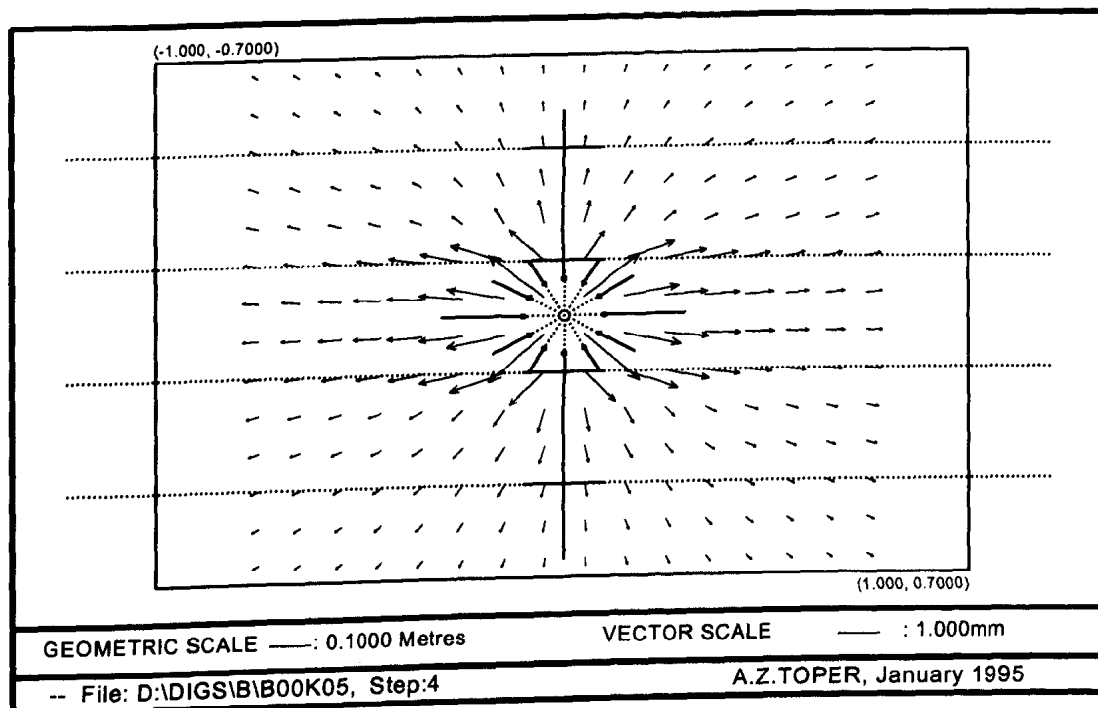 (-1.000, -0.7000)
(1.000, 0.7000)
GEOMETRIC SCALE : 0.1000 Metres VECTOR SCALE : 1.000mm
-- File: D:\DIGS\B\B00K05, Step:4 A.Z.TOPER, January 1995